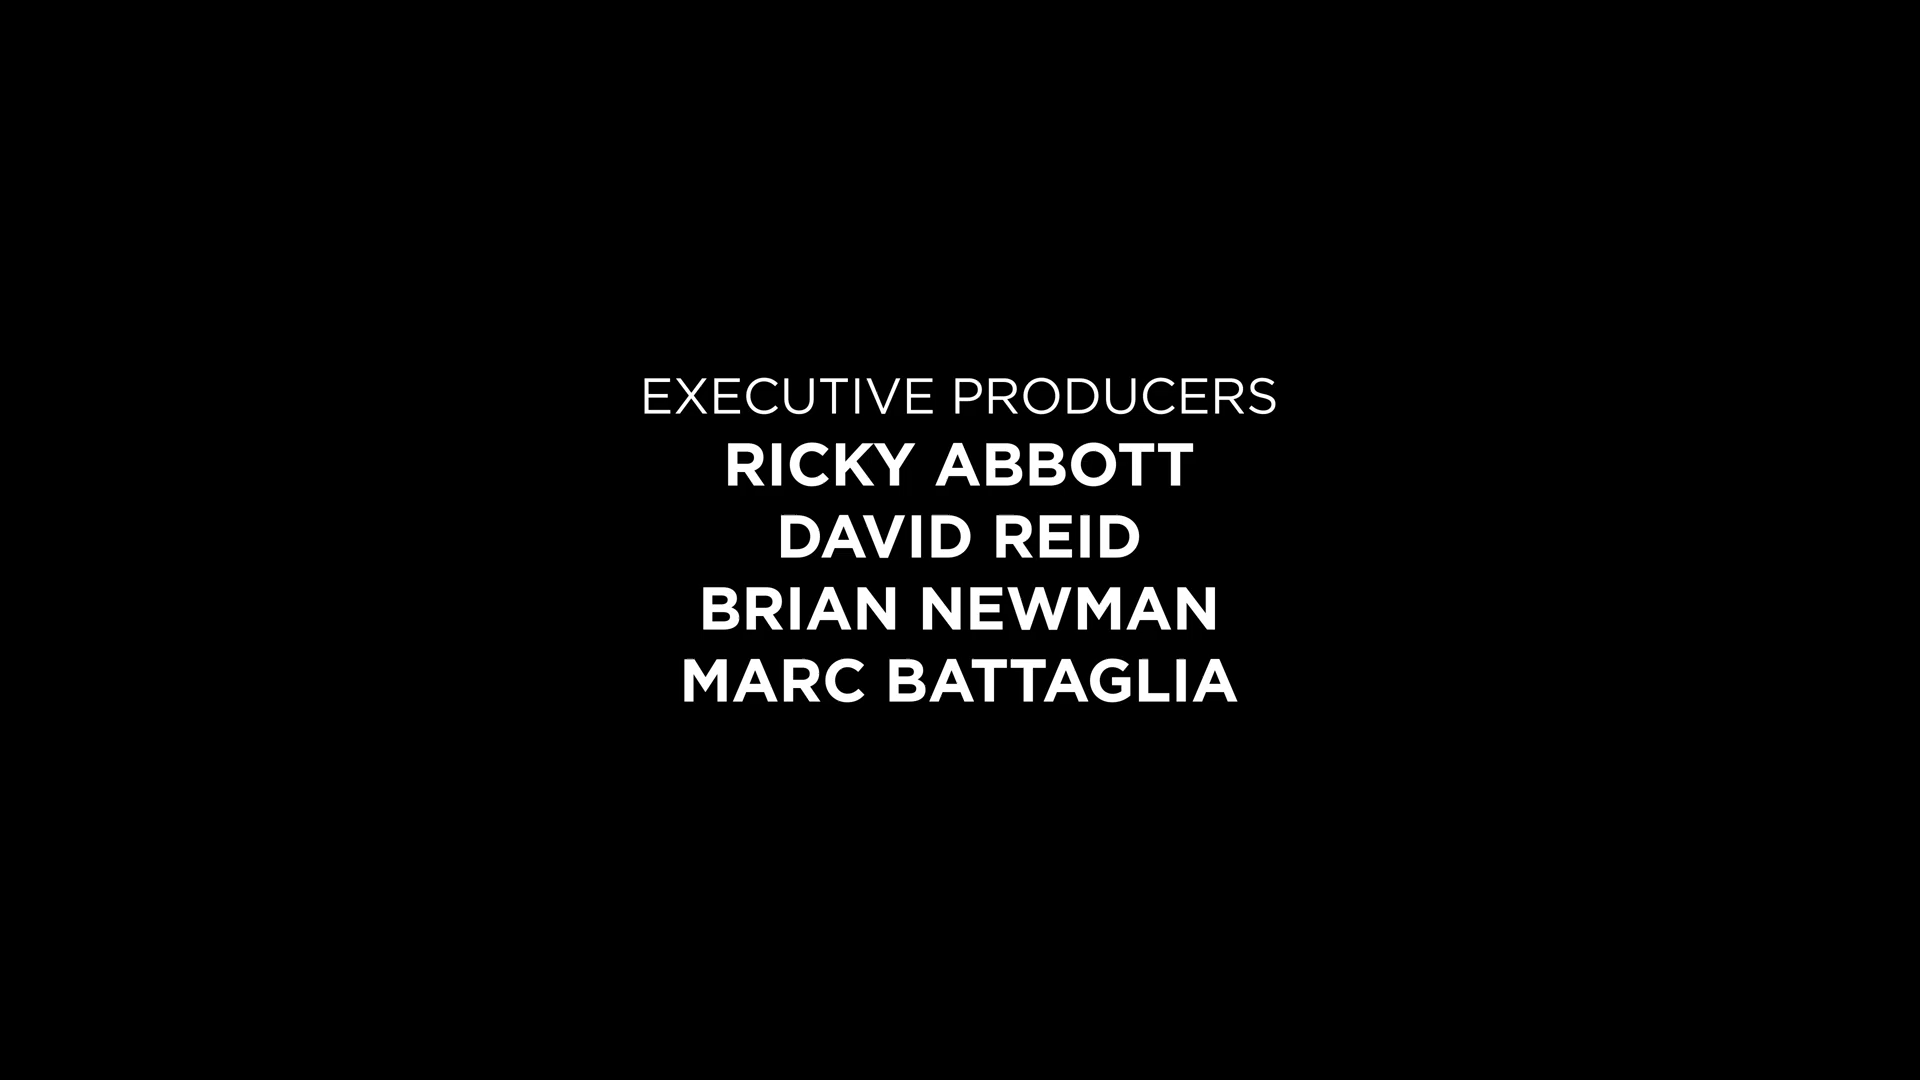 EXECUTIVE PRODUCERS
RICKY ABBOTT
DAVID REID
BRIAN NEWMAN
MARC BATTAGLIA